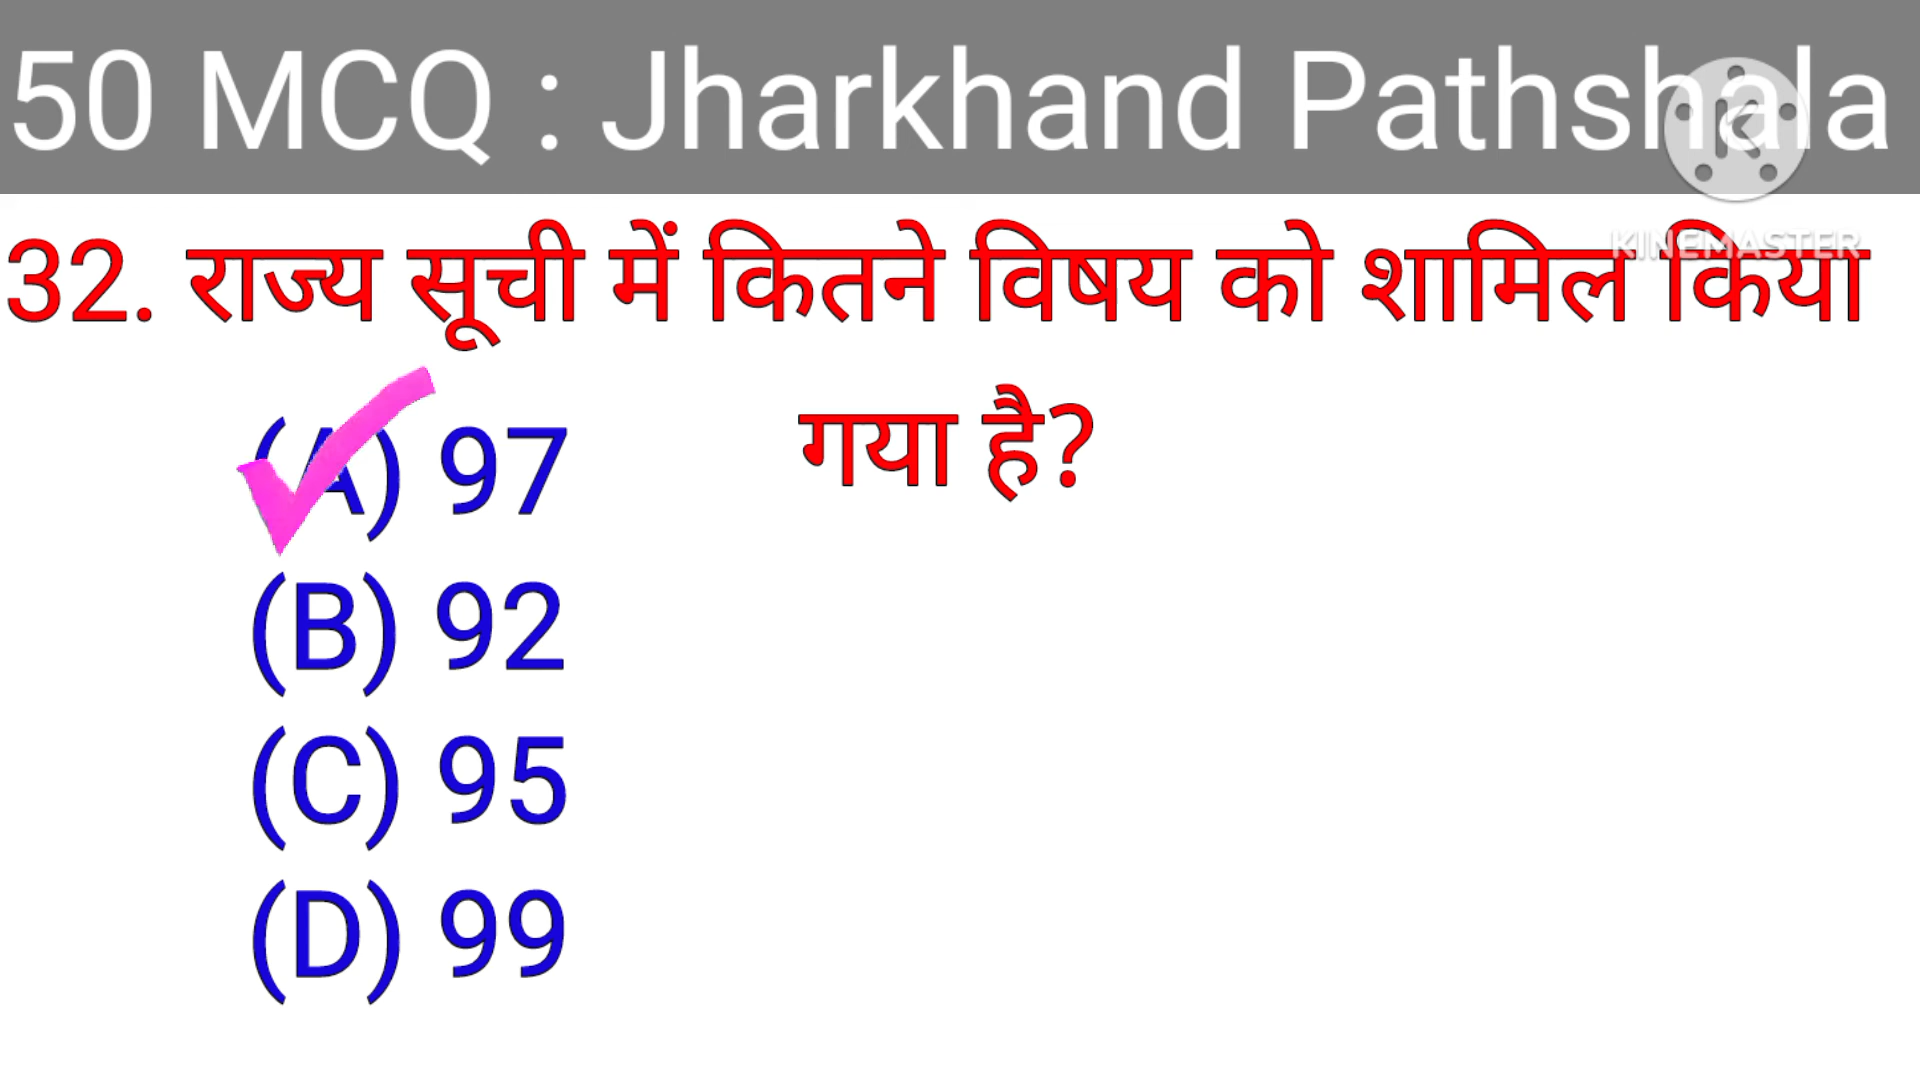 50 MCQ : Jharkhand Pathshala
KINEMASTER
32. राज्य सूची में कितने विषय को शामिल किया
गया है?
(A) 97
(B) 92
(C) 95
(D) 99